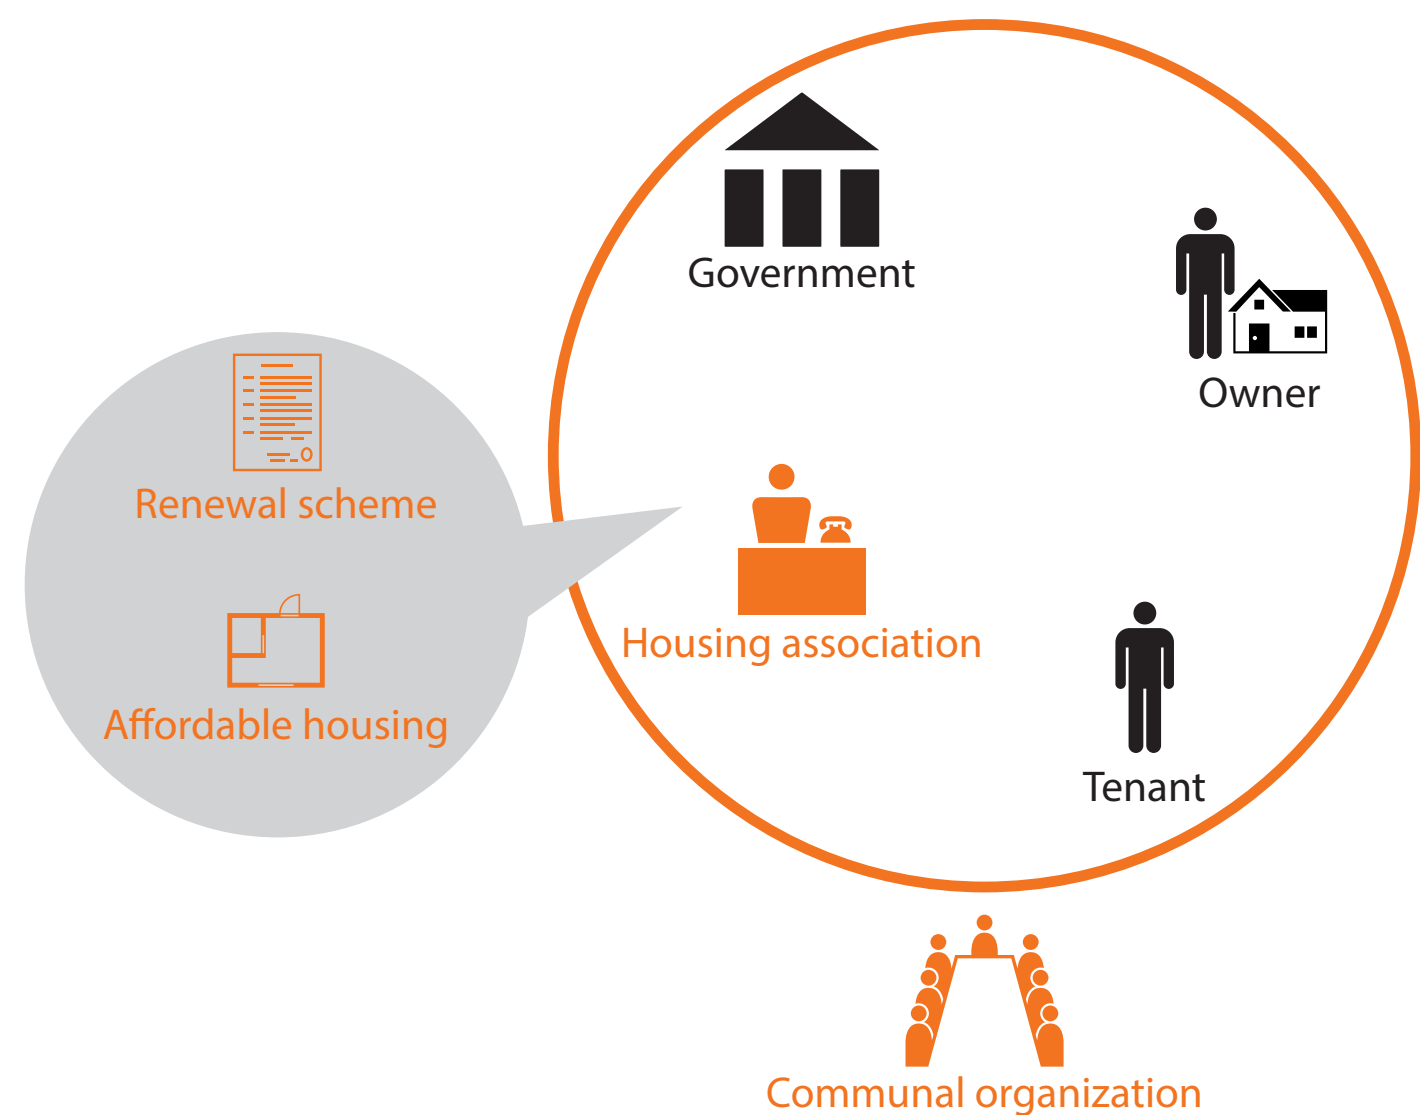 Government
Owner
Renewal scheme
Housing association
Affordable housing
Tenant
Communal organization